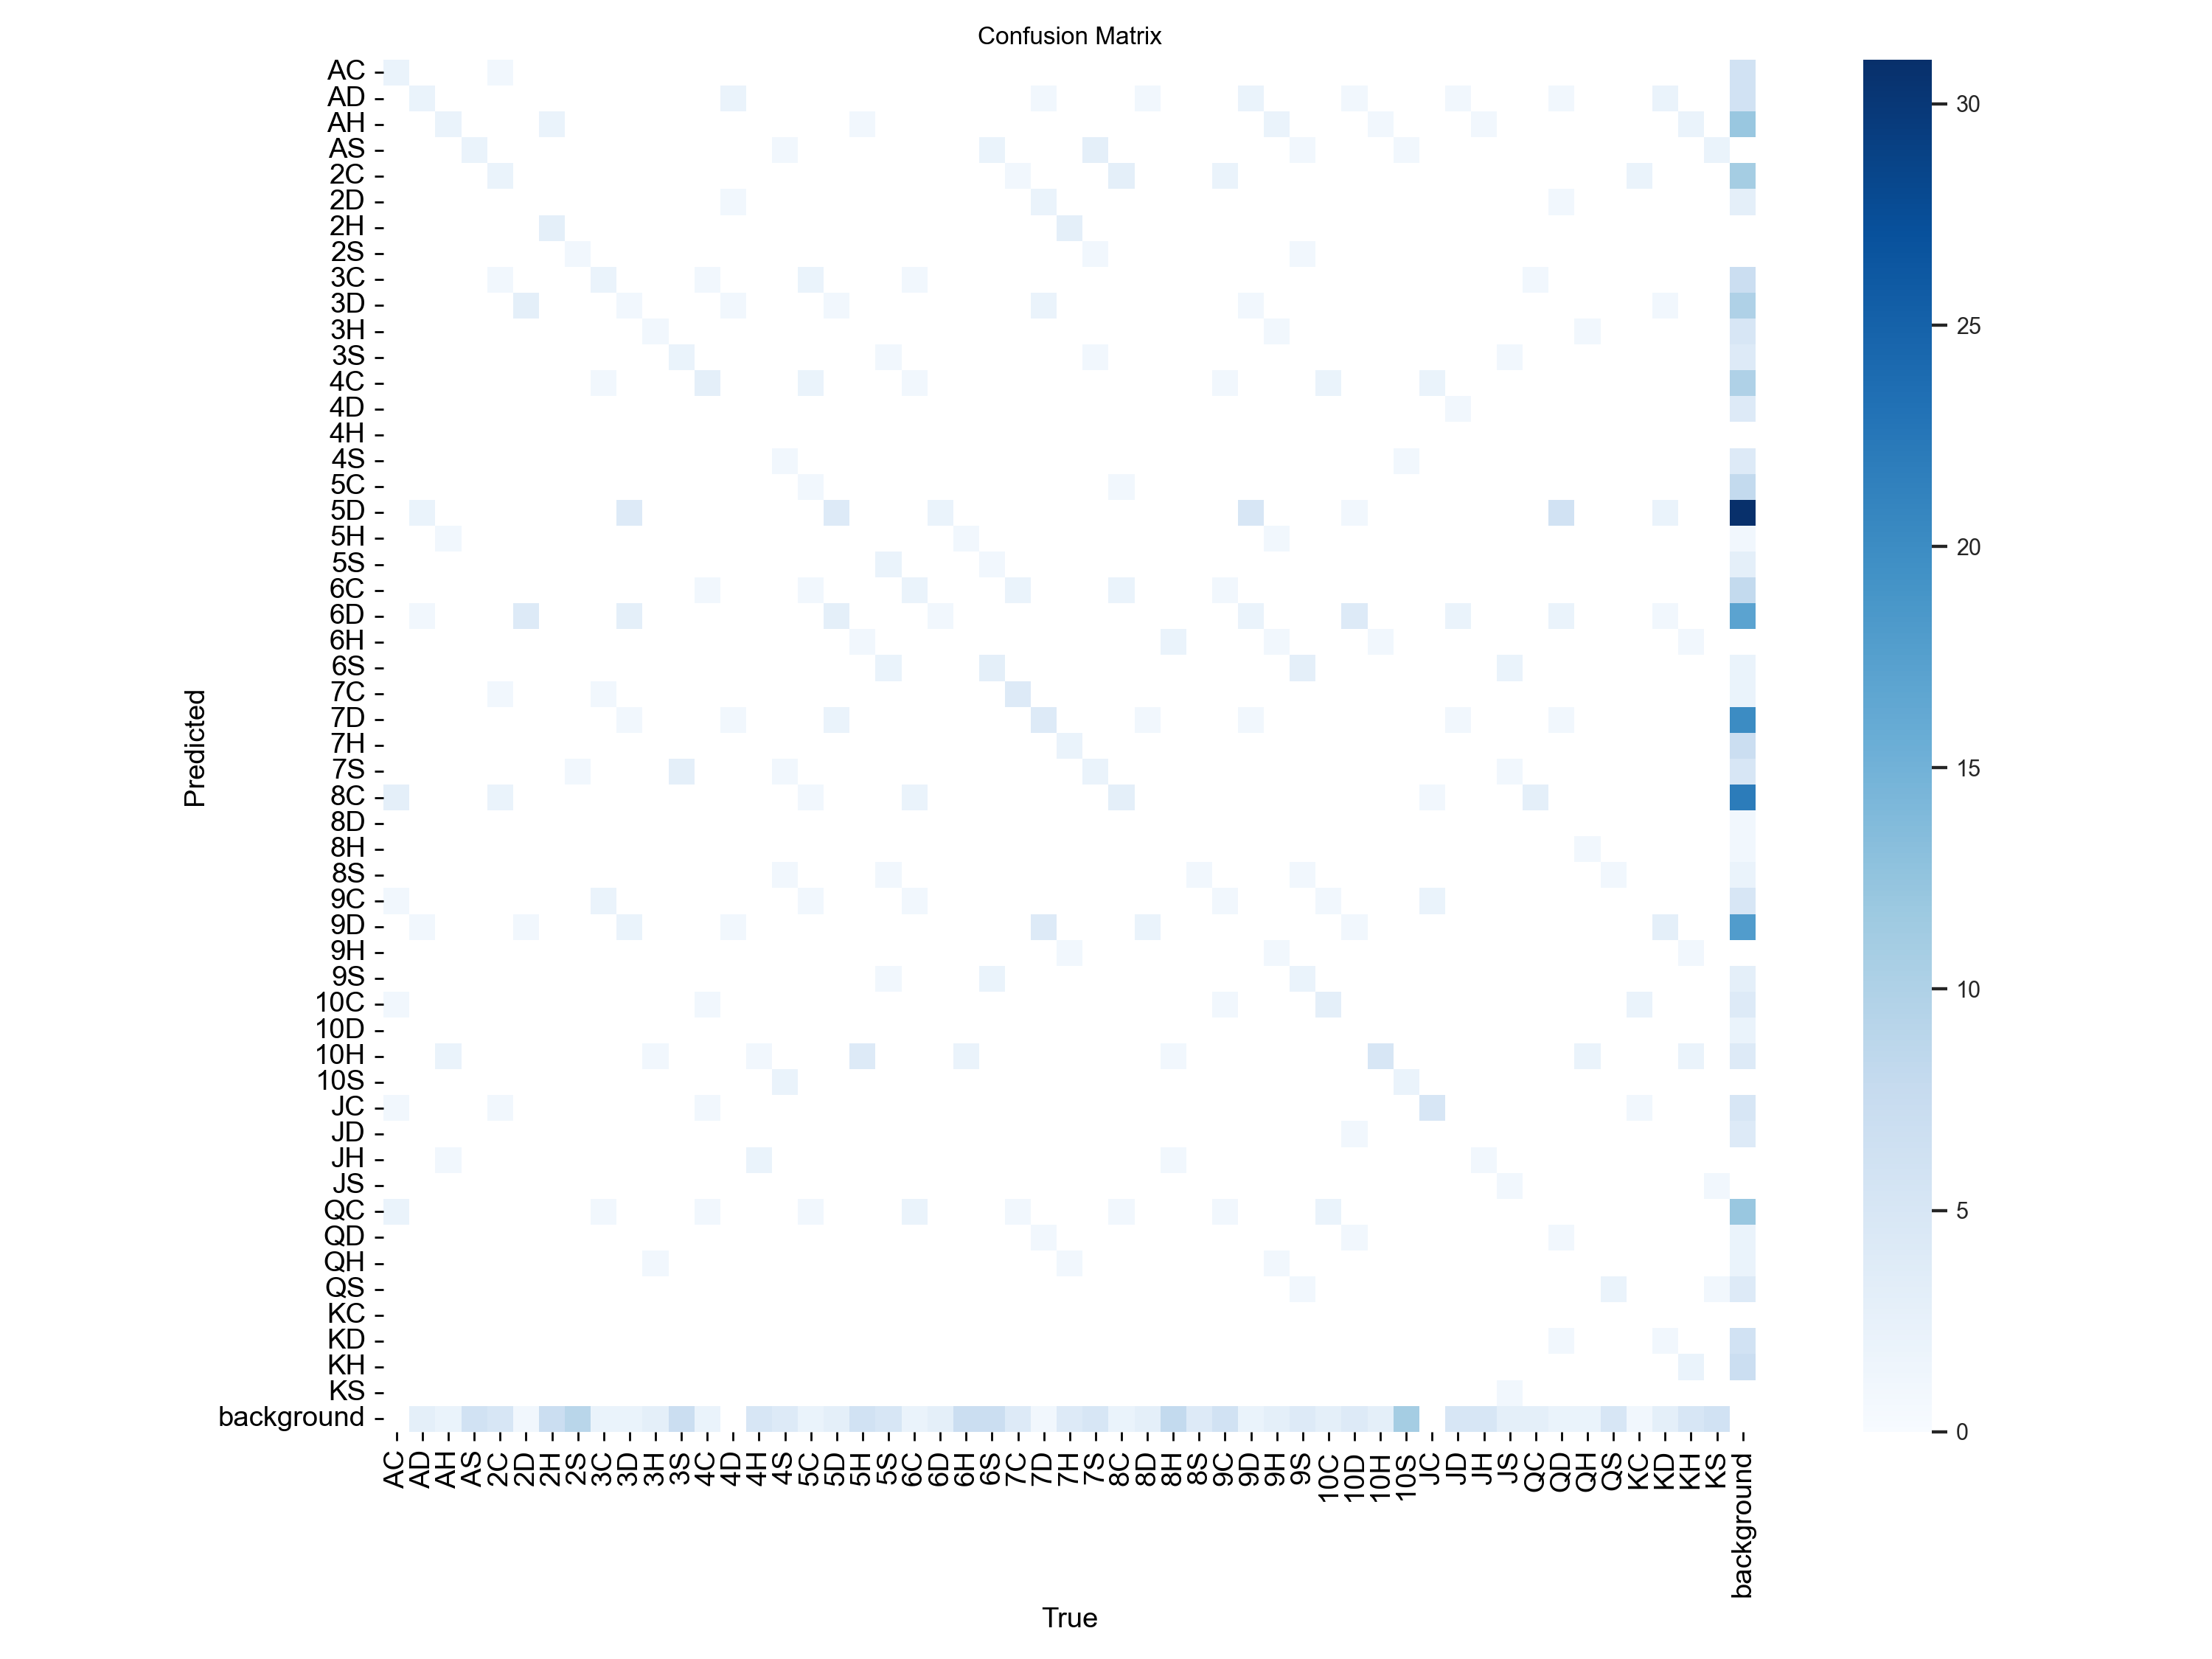 Confusion Matrix
AC
AD
AH
AS
2C
2D
2H
2S
3C
3D
3H
3S
4C
4D
4H
4S
5C
5D
5H
5S
6C
6D
6H
6S
7C
7D
7H
7S
8C
8D
8H
8S
9C
9D
9H
9S
10C
10D
10H
10S
JC
JD
JH
JS
QC
QD
QH
QS
KC
KD
KH
KS
background
Predicted
AC AD AH AS 2C 2D 2H 2S 3C 3D 3H 3S 4C 4D 4H 4S 5C 5D 5H 5S 6C 6D 6H 6S 7C 7D 7H 7S 8C 8D 8H 8S 9C 9D 9H 9S 10C 10D 10H 10S JC JD JH JS QC QD QH QS KC KD KH KS background
True
30
25
20
15
10
5
0